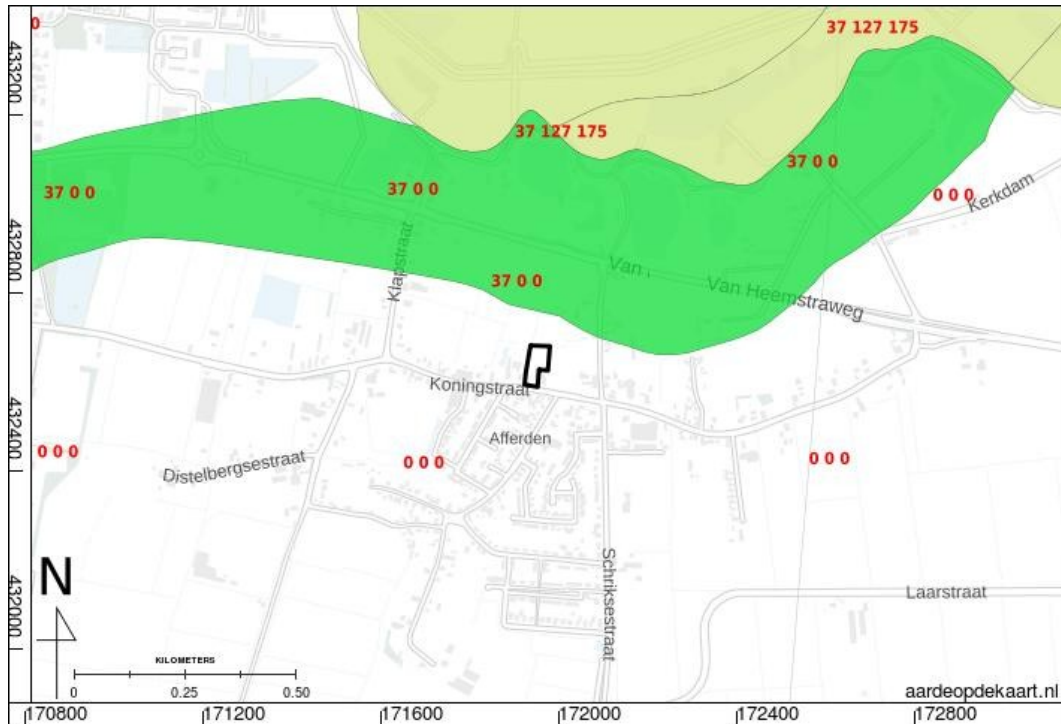 0
37 127 175
433200
37 127 175
37 0 0
37 0 0
37 0 0
0 0 0
Kerkdam
432800
Klapstraat
37 0 0
Van
Van Heemstraweg
Koningstraat
432400
Afferden
0 0 0
0 0 0
0 0 0
Distelbergsestraat
N
Schriksestraat
432000
Laarstraat
KILOMETERS
0 0.25 0.50
aardeopdekaart.nl
170800 171200 171600 172000 172400 172800